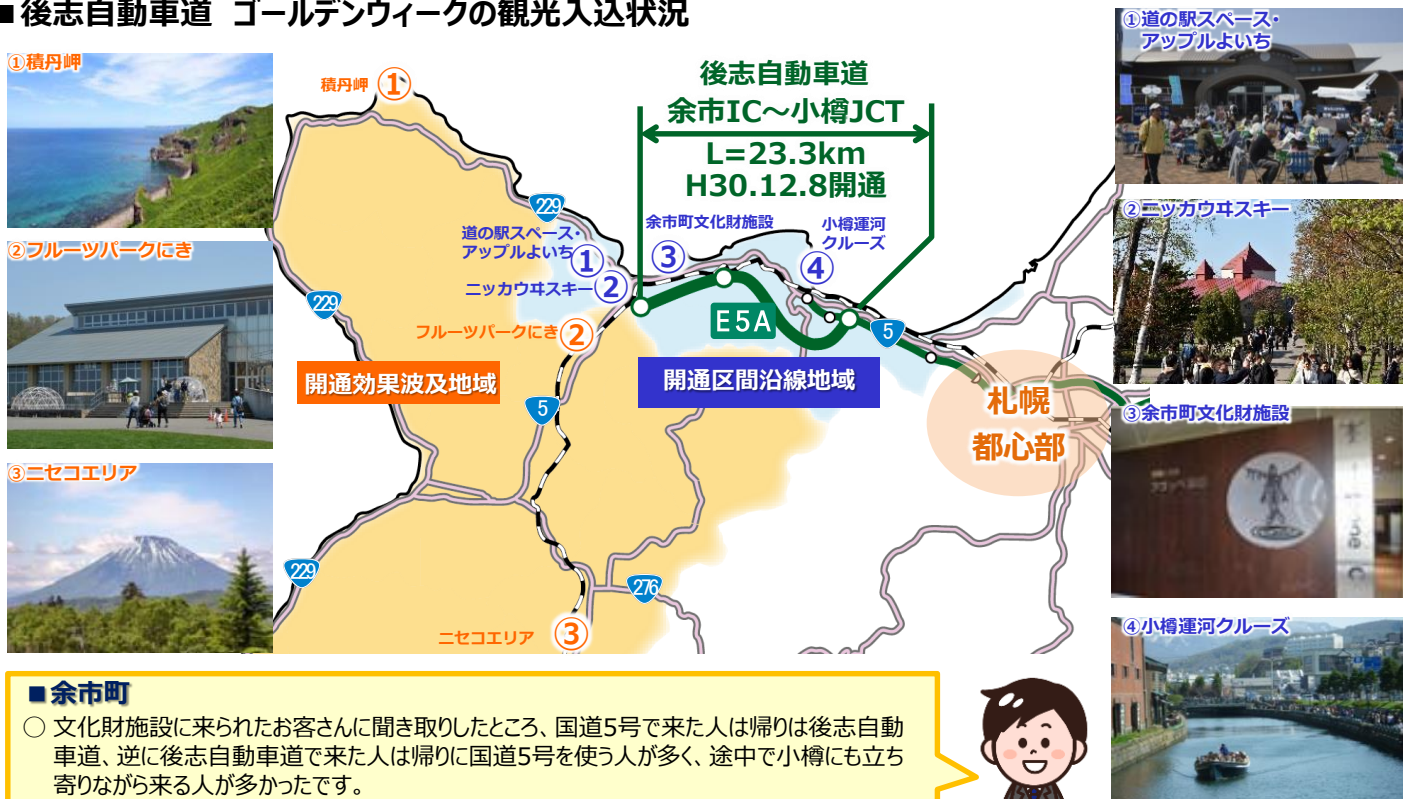 ■後志自動車道 ゴールデンウィークの観光入込状況
①積丹岬
②フルーツパークにき
③ニセコエリア
積丹岬 ①
後志自動車道
余市IC～小樽JCT
L=23.3km
H30.12.8開通
229
道の駅スペース・
アップルよいち ①
ニッカウヰスキー ②
余市町文化財施設
③
小樽運河
クルーズ
④
229
フルーツパークにき ②
E5A
5
開通効果波及地域
開通区間沿線地域
札幌
都心部
5
229
276
ニセコエリア ③
①道の駅スペース・
アップルよいち
②ニッカウヰスキー
③余市町文化財施設
④小樽運河クルーズ
■余市町
○ 文化財施設に来られたお客さんに聞き取りしたところ、国道5号で来た人は帰りは後志自動
車道、逆に後志自動車道で来た人は帰りに国道5号を使う人が多く、途中で小樽にも立ち
寄りながら来る人が多かったです。